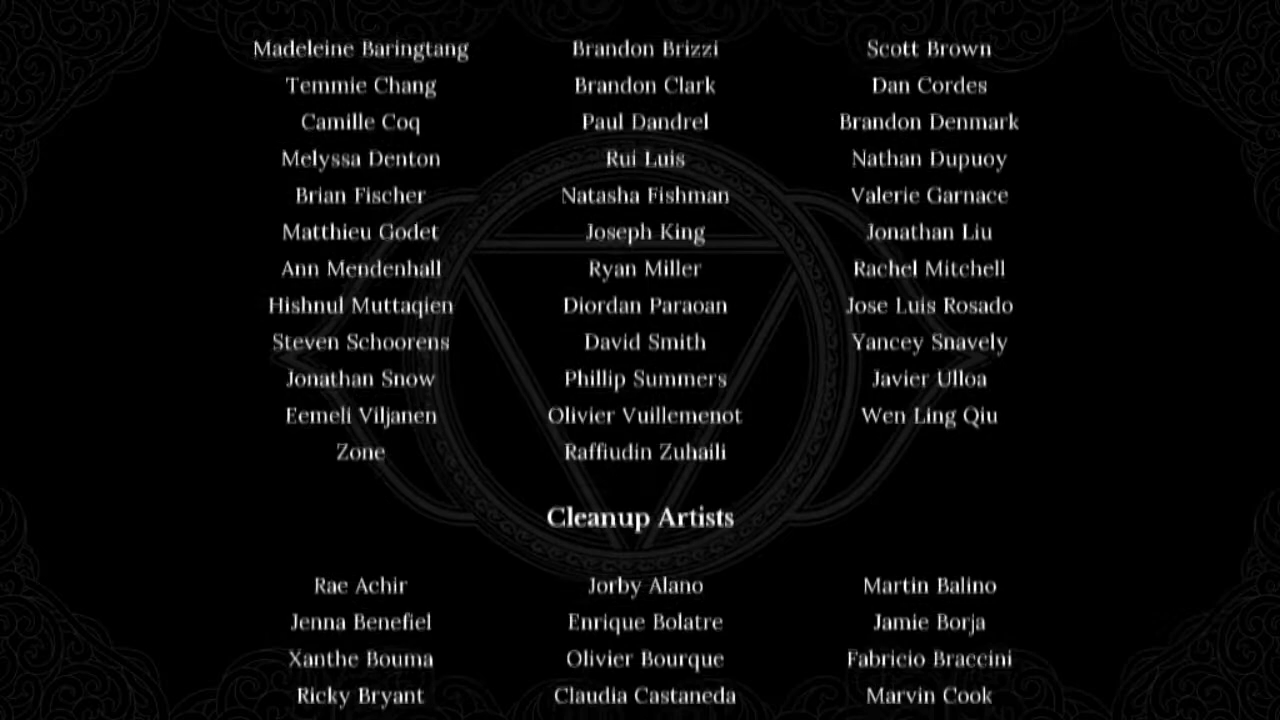 Madeleine Baringtang Brandon Brizzi Scott Brown
Temmie Chang Brandon Clark Dan Cordes
Camille Coq Paul Dandrel Brandon Denmark
Melyssa Denton Rui Luis Nathan Dupuoy
Brian Fischer Natasha Fishman Valerie Garnace
Matthieu Godet Joseph King Jonathan Liu
Ann Mendenhall Ryan Miller Rachel Mitchell
Hishnul Muttaqien Diordan Paraoan Jose Luis Rosado
Steven Schoorens David Smith Yancey Snavely
Jonathan Snow Phillip Summers Javier Ulloa
Eemeli Viljanen Olivier Vuillemenot Wen Ling Qiu
Zone Raffiudin Zuhaili
Cleanup Artists
Rae Achir Jorby Alano Martin Balino
Jenna Benefiel Enrique Bolatre Jamie Borja
Xanthe Bouma Olivier Bourque Fabricio Braccini
Ricky Bryant Claudia Castaneda Marvin Cook